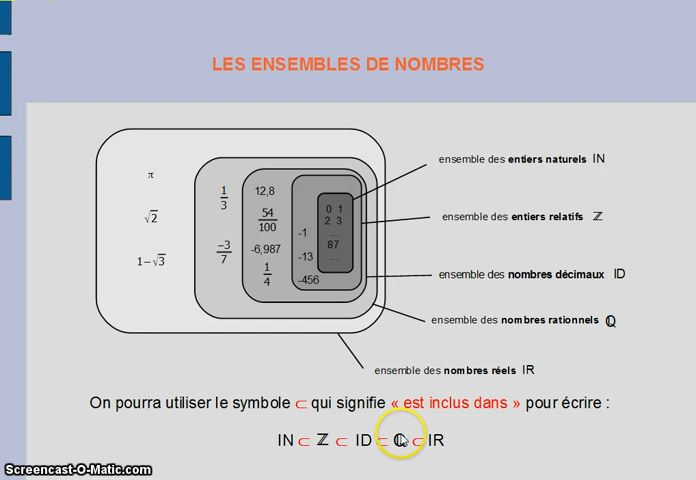 LES ENSEMBLES DE NOMBRES
π
√2
1−√3
1/3
−3/7
12,8
54/100
-6,987
1/4
-1
-13
-456
0 1
2 3
...
87
...
ensemble des entiers naturels IN
ensemble des entiers relatifs ℤ
ensemble des nombres décimaux ID
ensemble des nombres rationnels ℚ
ensemble des nombres réels IR
On pourra utiliser le symbole ⊂ qui signifie « est inclus dans » pour écrire :
IN ⊂ ℤ ⊂ ID ⊂ ℚ ⊂ IR
Screencast-O-Matic.com